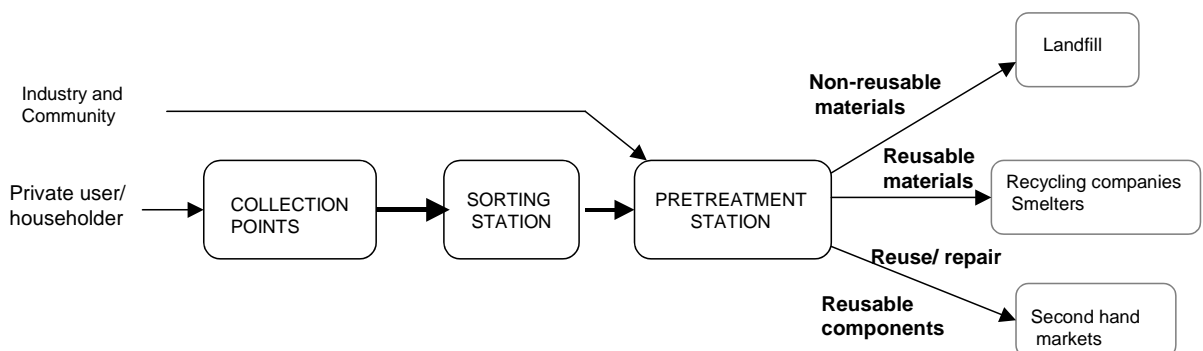 Landfill
Non-reusable
materials
Industry and
Community
Reusable
materials
Private user/
householder
COLLECTION
POINTS
SORTING
STATION
PRETREATMENT
STATION
Recycling companies
Smelters
Reuse/ repair
Reusable
components
Second hand
markets